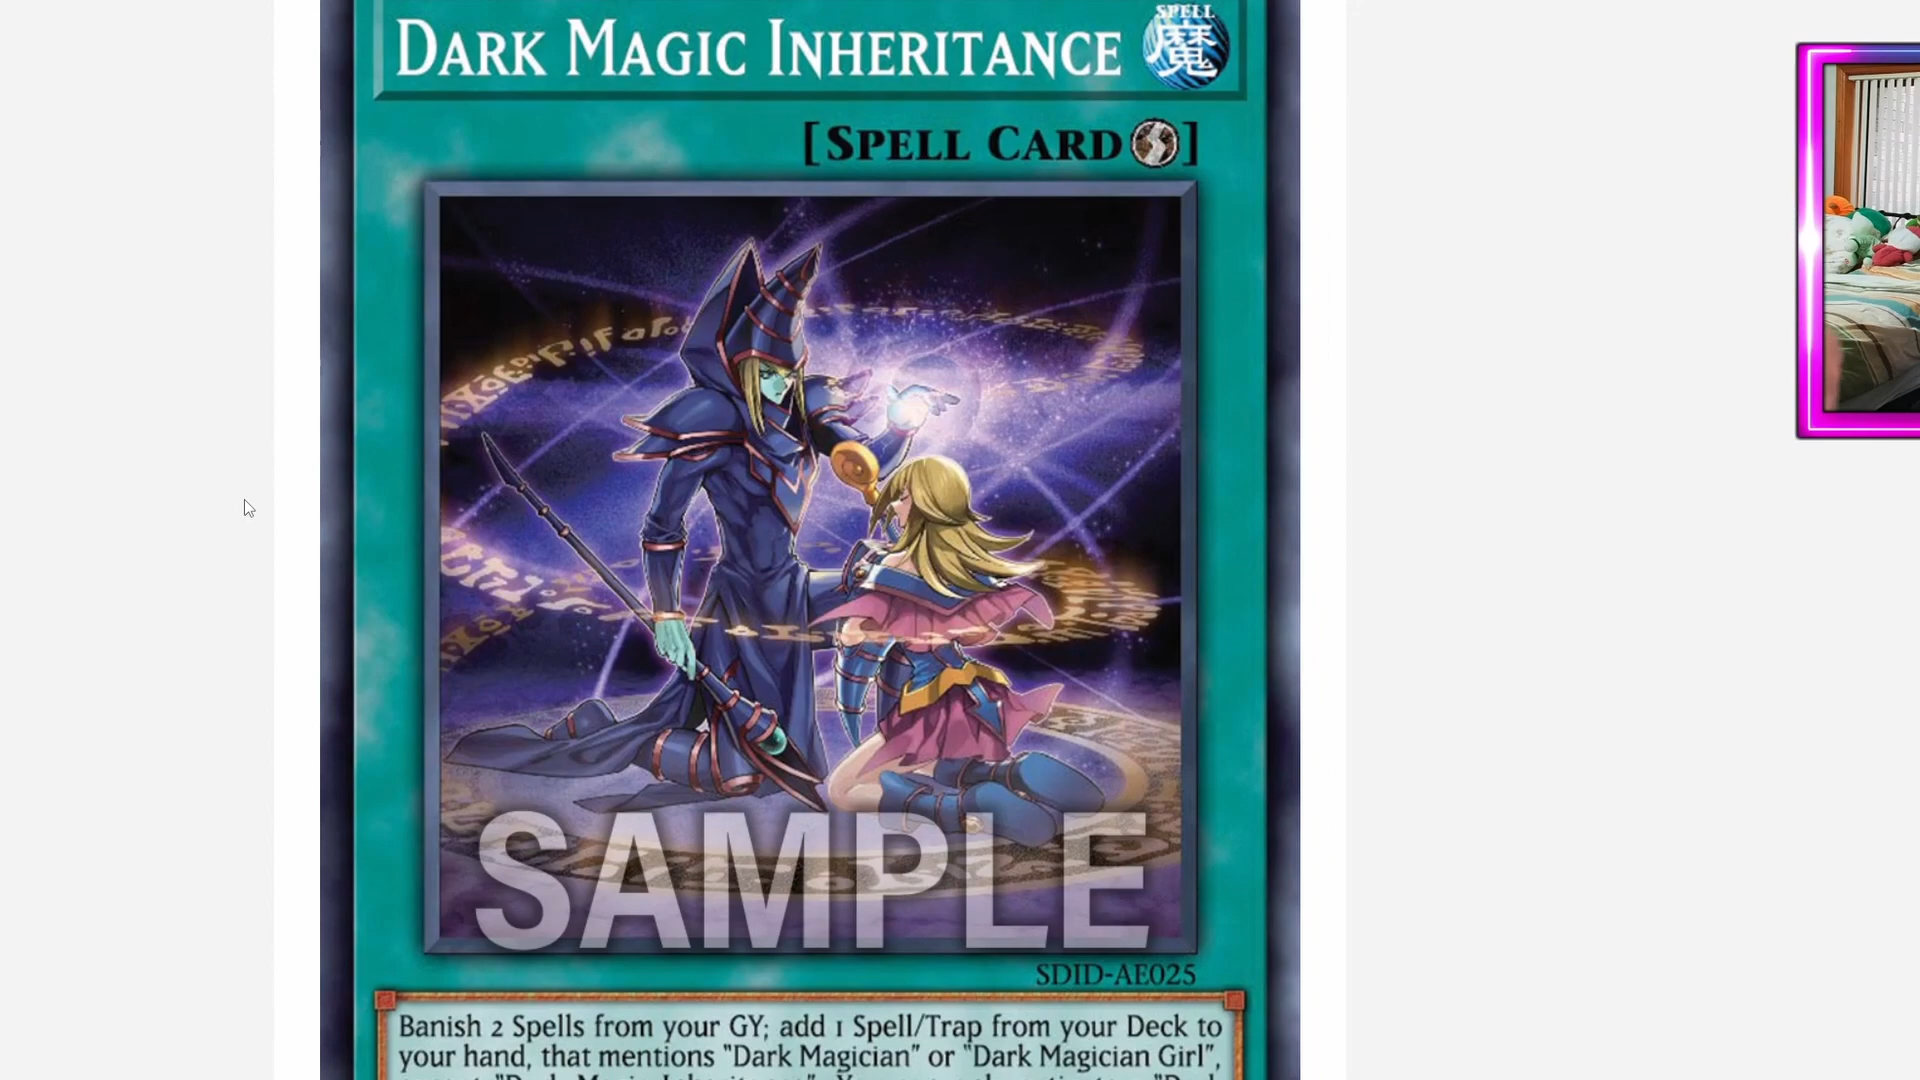 DARK MAGIC INHERITANCE
SPELL
魔
[SPELL CARD]
SAMPLE
SDID-AE025
Banish 2 Spells from your GY; add 1 Spell/Trap from your Deck to
your hand, that mentions "Dark Magician" or "Dark Magician Girl",